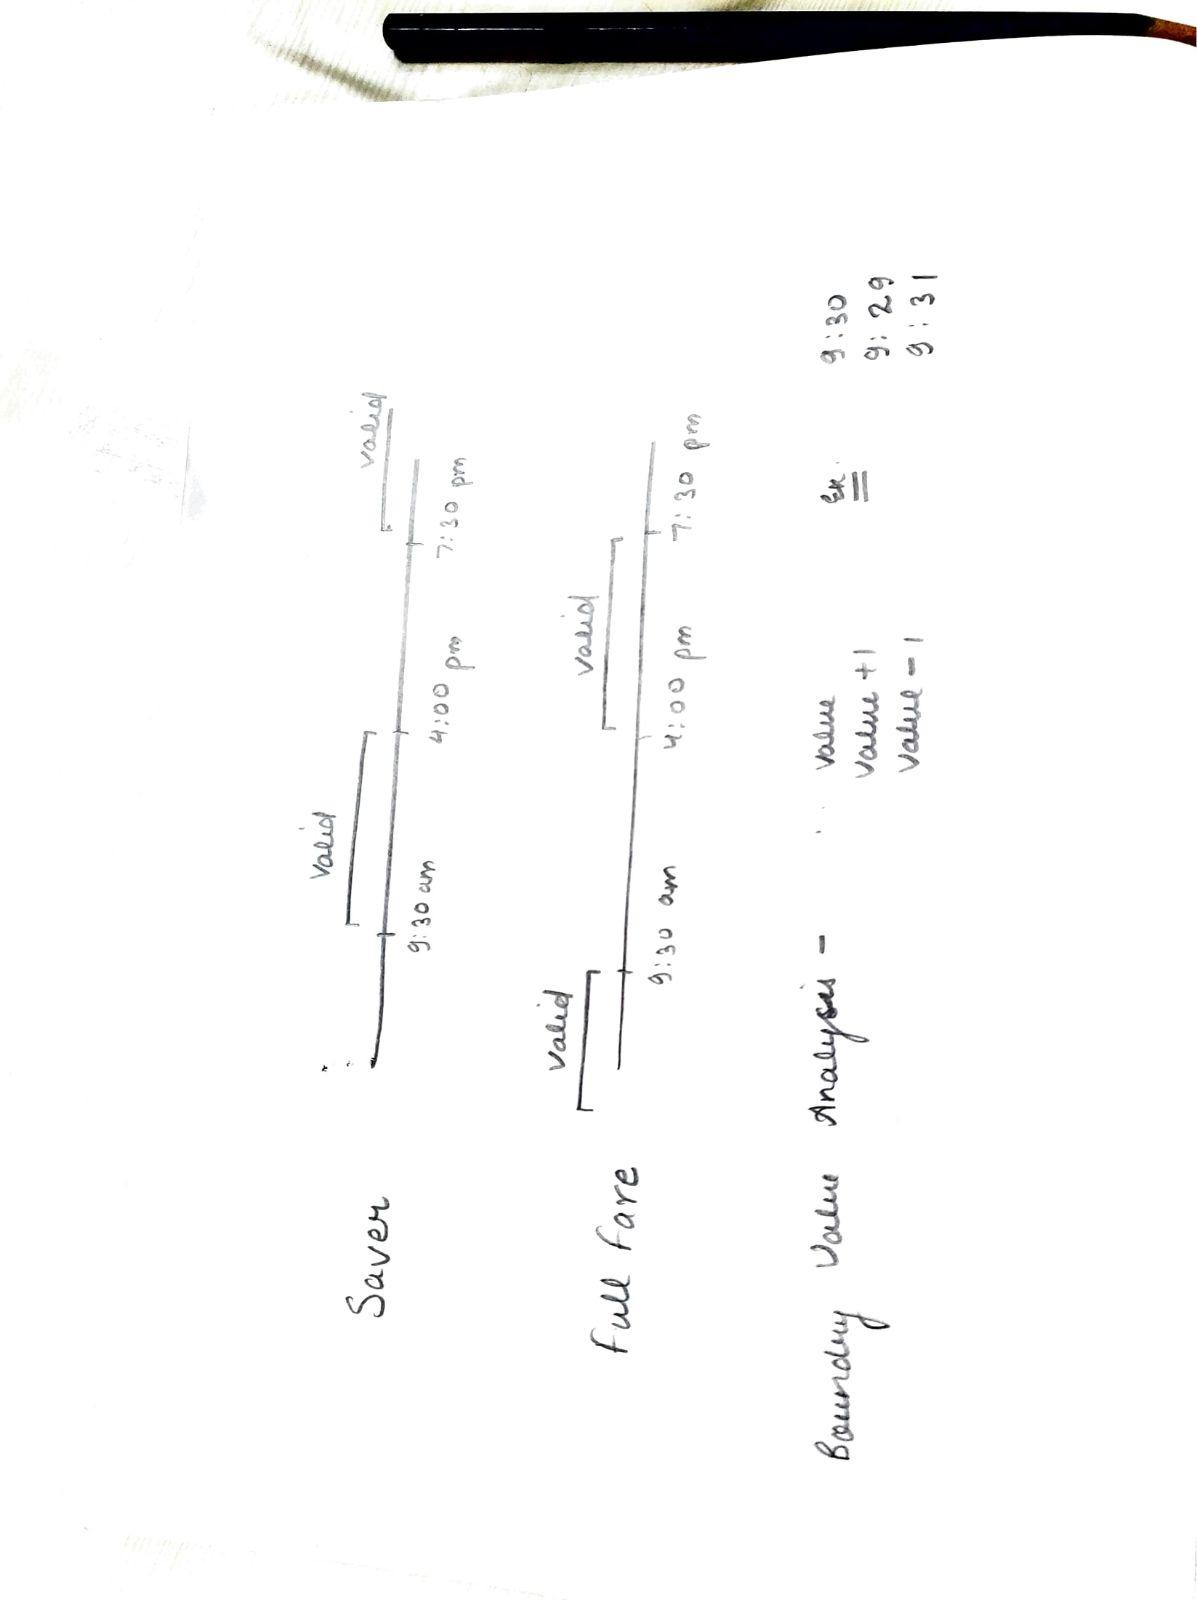 Saver
valid
valid
9:30 am
4:00 pm
7:30 pm
Full Fare
valid
valid
9:30 am
4:00 pm
7:30 pm
Boundry Value Analysis - value Ex. 9:30
value +1 9:29
value -1 9:31